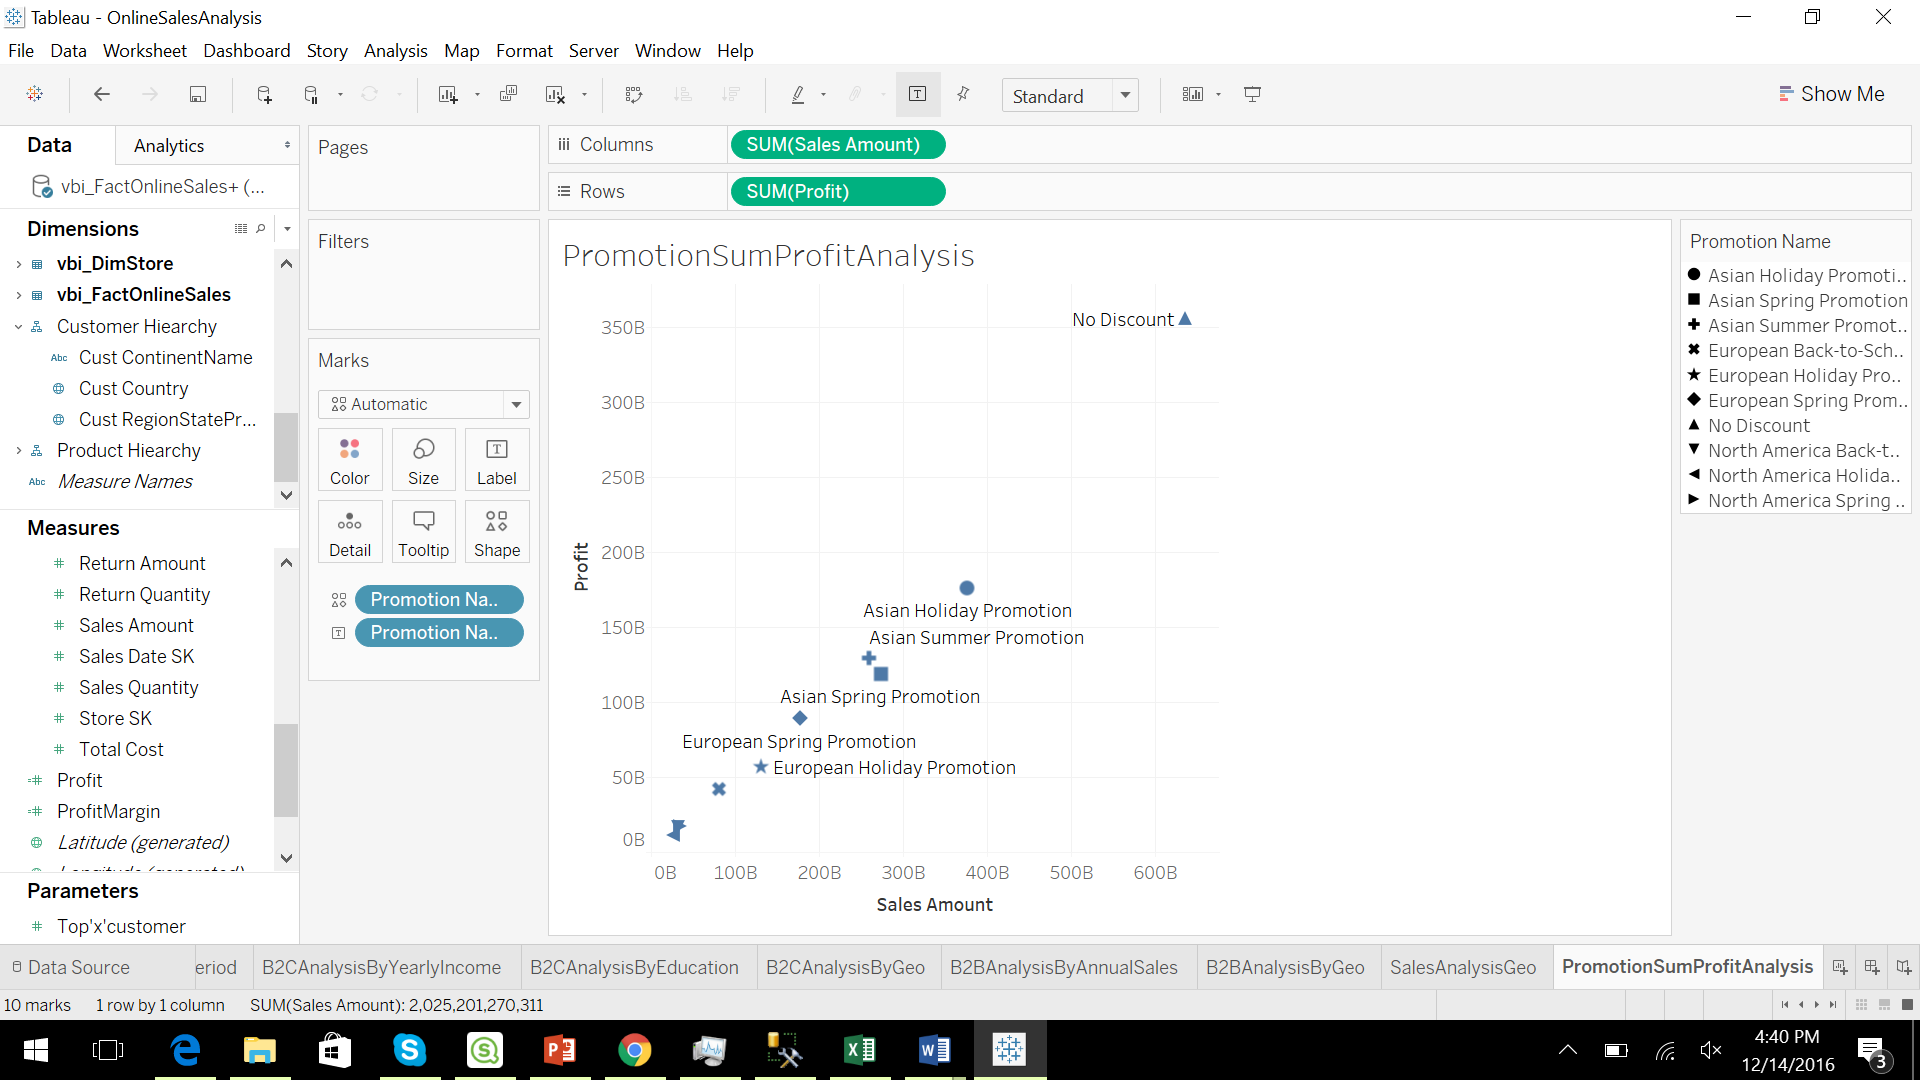 Tableau - OnlineSalesAnalysis
File Data Worksheet Dashboard Story Analysis Map Format Server Window Help
Standard
Show Me
Data
Analytics
vbi_FactOnlineSales+ (...
Dimensions
vbi_DimStore
vbi_FactOnlineSales
Customer Hiearchy
Abc Cust ContinentName
Cust Country
Cust RegionStatePr...
Product Hiearchy
Abc Measure Names
Measures
Return Amount
Return Quantity
Sales Amount
Sales Date SK
Sales Quantity
Store SK
Total Cost
Profit
ProfitMargin
Latitude (generated)
Longitude (generated)
Parameters
Top'x'customer
Pages
Filters
Marks
Automatic
Color Size Label
Detail Tooltip Shape
Promotion Na..
Promotion Na..
Columns SUM(Sales Amount)
Rows SUM(Profit)
PromotionSumProfitAnalysis
350B
300B
250B
200B
150B
100B
50B
0B
Profit
No Discount
Asian Holiday Promotion
Asian Summer Promotion
Asian Spring Promotion
European Spring Promotion
European Holiday Promotion
0B 100B 200B 300B 400B 500B 600B
Sales Amount
Promotion Name
Asian Holiday Promoti..
Asian Spring Promotion
Asian Summer Promot..
European Back-to-Sch..
European Holiday Pro..
European Spring Prom..
No Discount
North America Back-t..
North America Holida..
North America Spring ..
Data Source eriod B2CAnalysisByYearlyIncome B2CAnalysisByEducation B2CAnalysisByGeo B2BAnalysisByAnnualSales B2BAnalysisByGeo SalesAnalysisGeo PromotionSumProfitAnalysis
10 marks 1 row by 1 column SUM(Sales Amount): 2,025,201,270,311
4:40 PM
12/14/2016
3